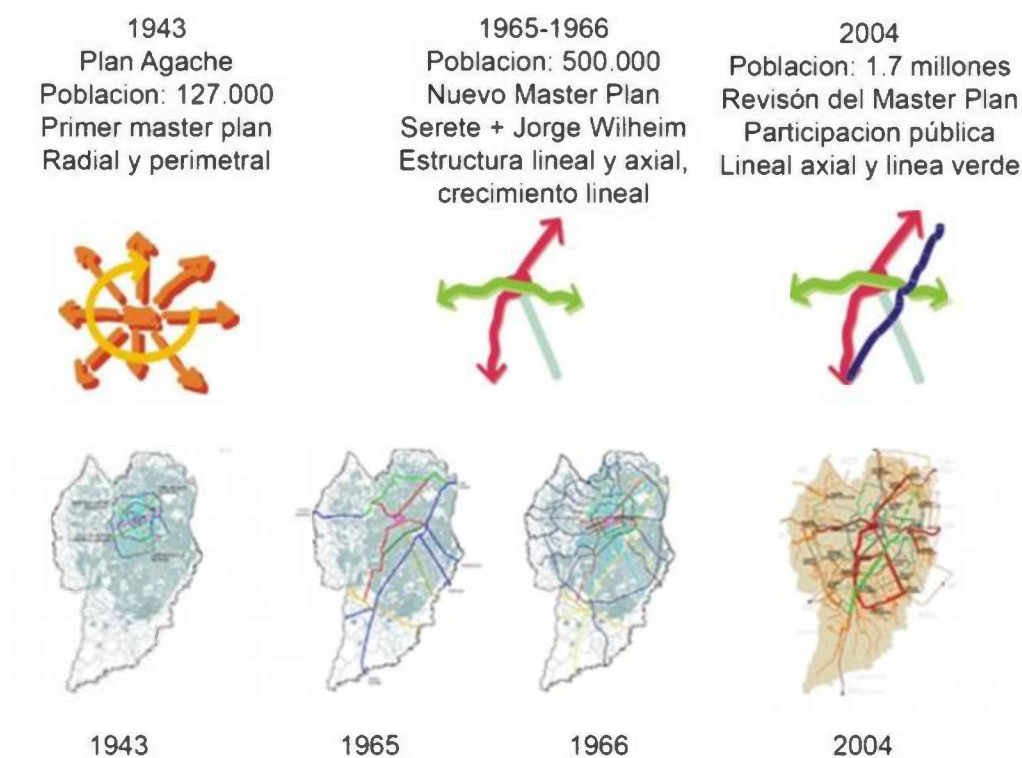 1943
Plan Agache
Poblacion: 127.000
Primer master plan
Radial y perimetral
1965-1966
Poblacion: 500.000
Nuevo Master Plan
Serete + Jorge Wilheim
Estructura lineal y axial,
crecimiento lineal
2004
Poblacion: 1.7 millones
Revisón del Master Plan
Participacion pública
Lineal axial y linea verde
1943
1965
1966
2004